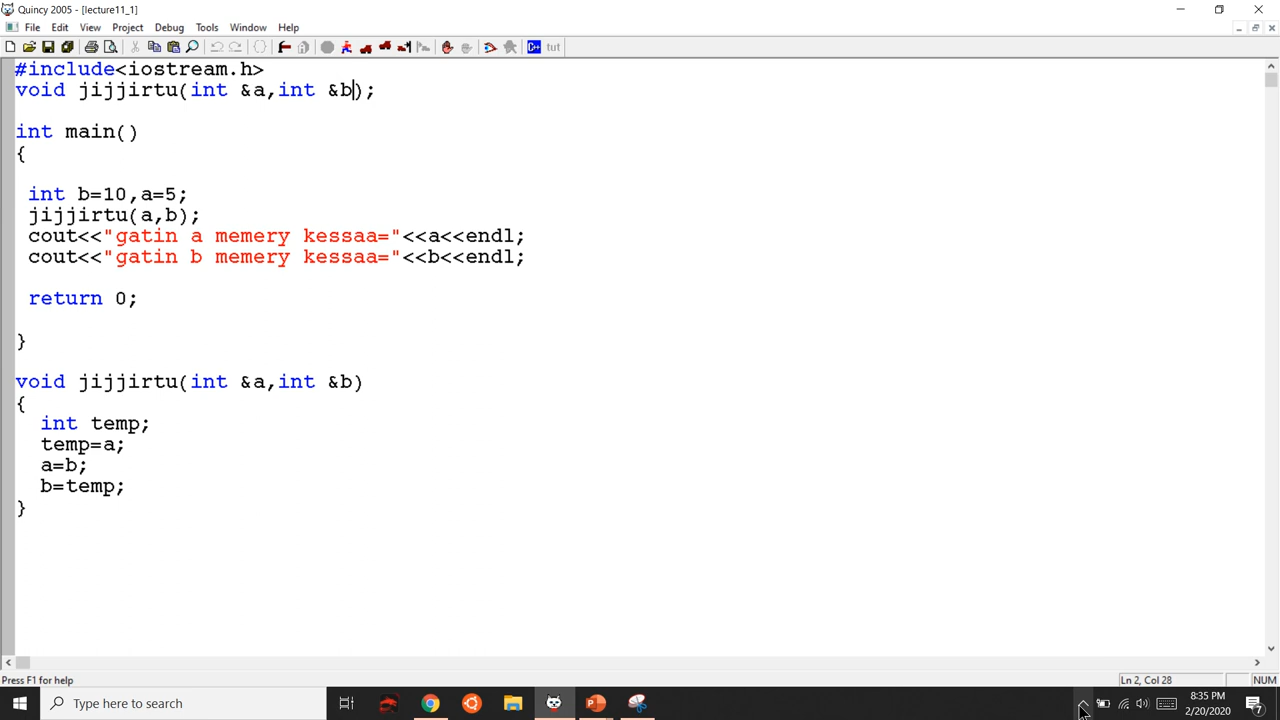 Quincy 2005 - [lecture11_1]
File Edit View Project Debug Tools Window Help
C++ tut
#include<iostream.h>
void jijjirtu(int &a,int &b);
int main()
{
int b=10,a=5;
jijjirtu(a,b);
cout<<"gatin a memery kessaa="<<a<<endl;
cout<<"gatin b memery kessaa="<<b<<endl;
return 0;
}
void jijjirtu(int &a,int &b)
{
int temp;
temp=a;
a=b;
b=temp;
}
Press F1 for help
Ln 2, Col 28
NUM
Type here to search
8:35 PM
2/20/2020
7